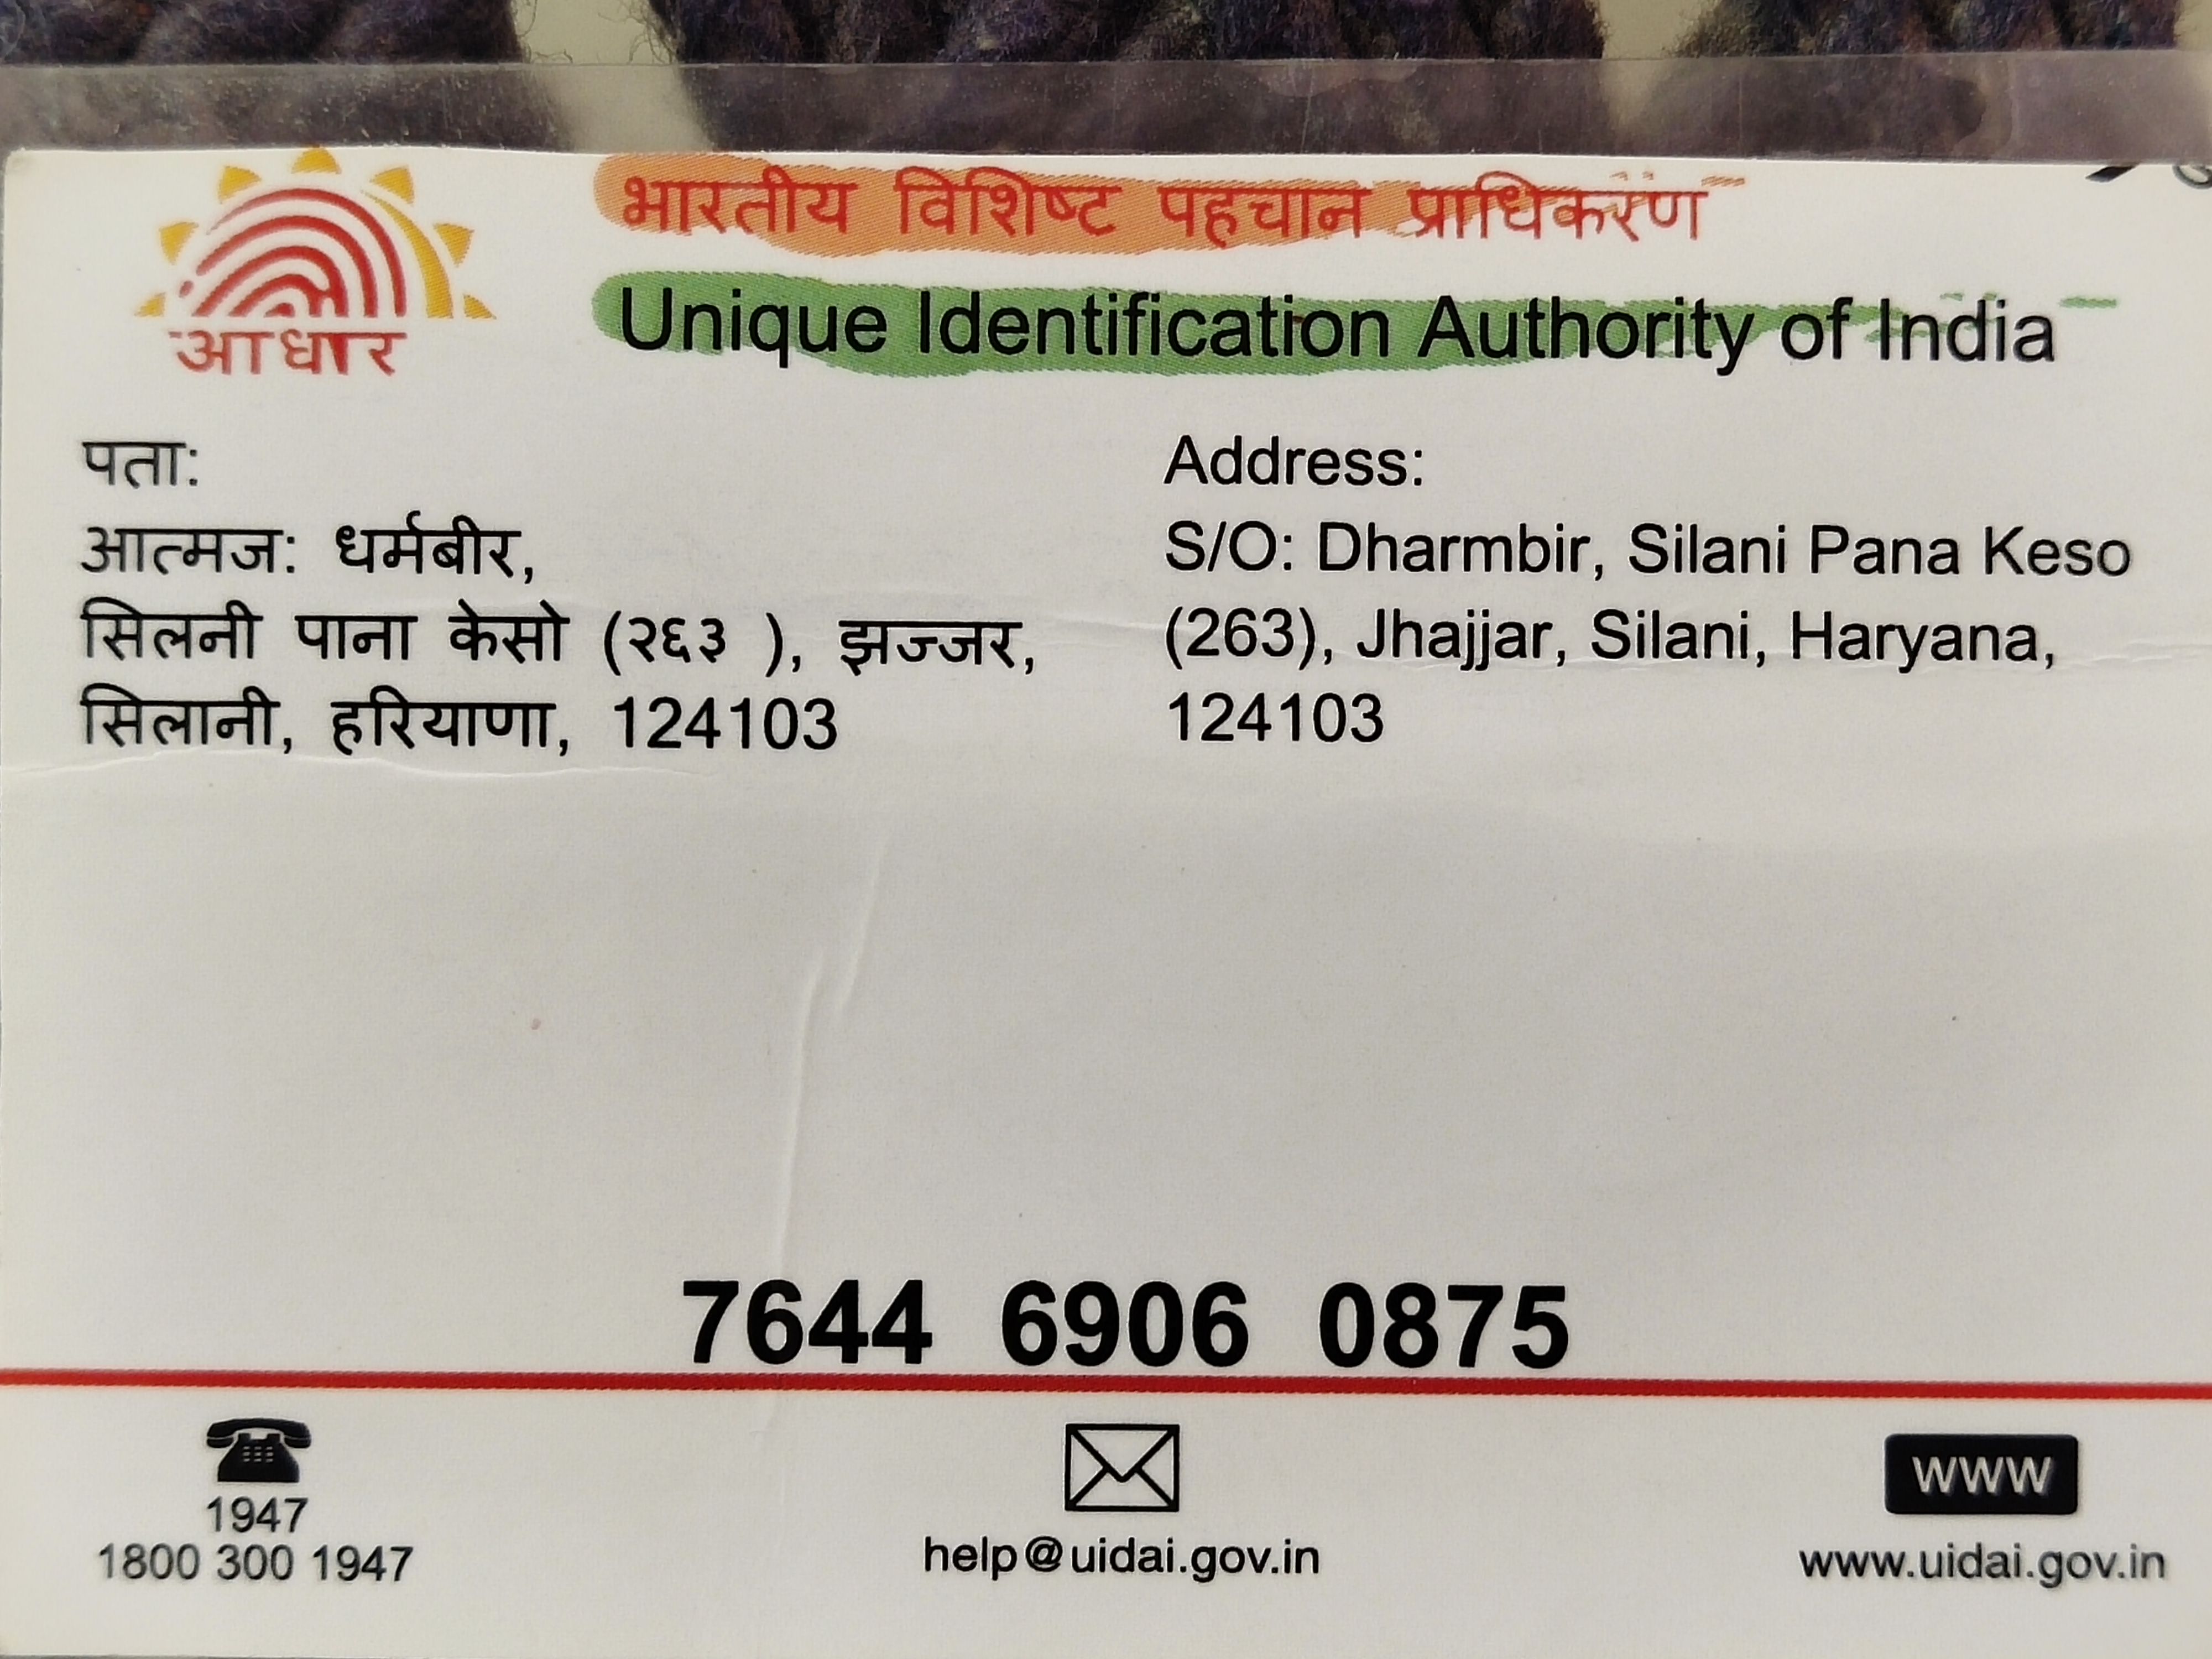 भारतीय विशिष्ट पहचान प्राधिकरण
Unique Identification Authority of India
आधार
पता:
आत्मज: धर्मबीर,
सिलनी पाना केसो (२६३ ), झज्जर,
सिलानी, हरियाणा, 124103
Address:
S/O: Dharmbir, Silani Pana Keso
(263), Jhajjar, Silani, Haryana,
124103
7644 6906 0875
1947
1800 300 1947
help@uidai.gov.in
www
www.uidai.gov.in